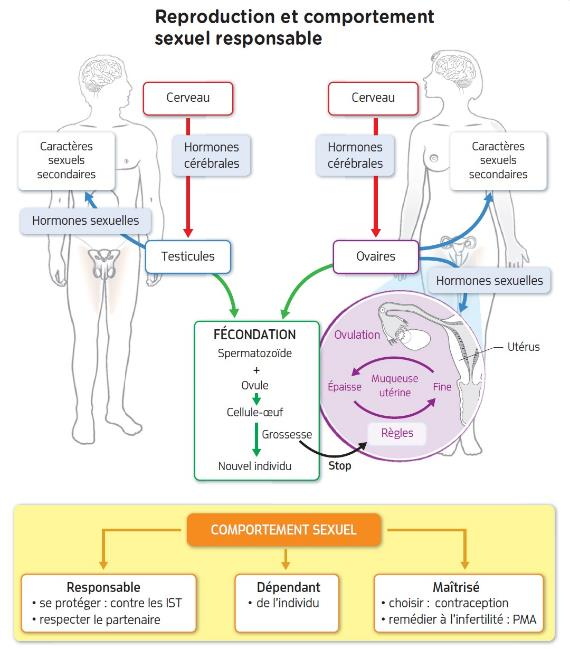 Reproduction et comportement
sexuel responsable
Cerveau
Cerveau
Hormones
cérébrales
Hormones
cérébrales
Caractères
sexuels
secondaires
Caractères
sexuels
secondaires
Hormones sexuelles
Testicules
Ovaires
Hormones sexuelles
FÉCONDATION
Spermatozoïde
+
Ovule
Cellule-œuf
Grossesse
Nouvel individu
Stop
Ovulation
Utérus
Épaisse
Muqueuse
utérine
Fine
Règles
COMPORTEMENT SEXUEL
Responsable
• se protéger : contre les IST
• respecter le partenaire
Dépendant
• de l'individu
Maîtrisé
• choisir : contraception
• remédier à l'infertilité : PMA